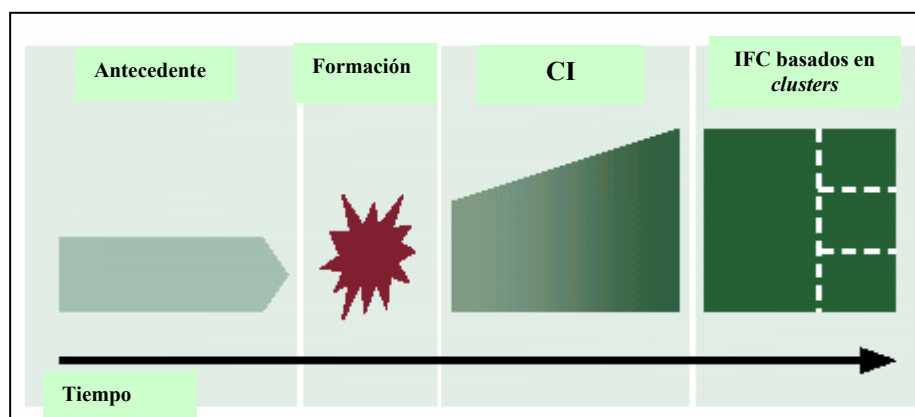 Antecedente
Formación
CI
IFC basados en
clusters
Tiempo